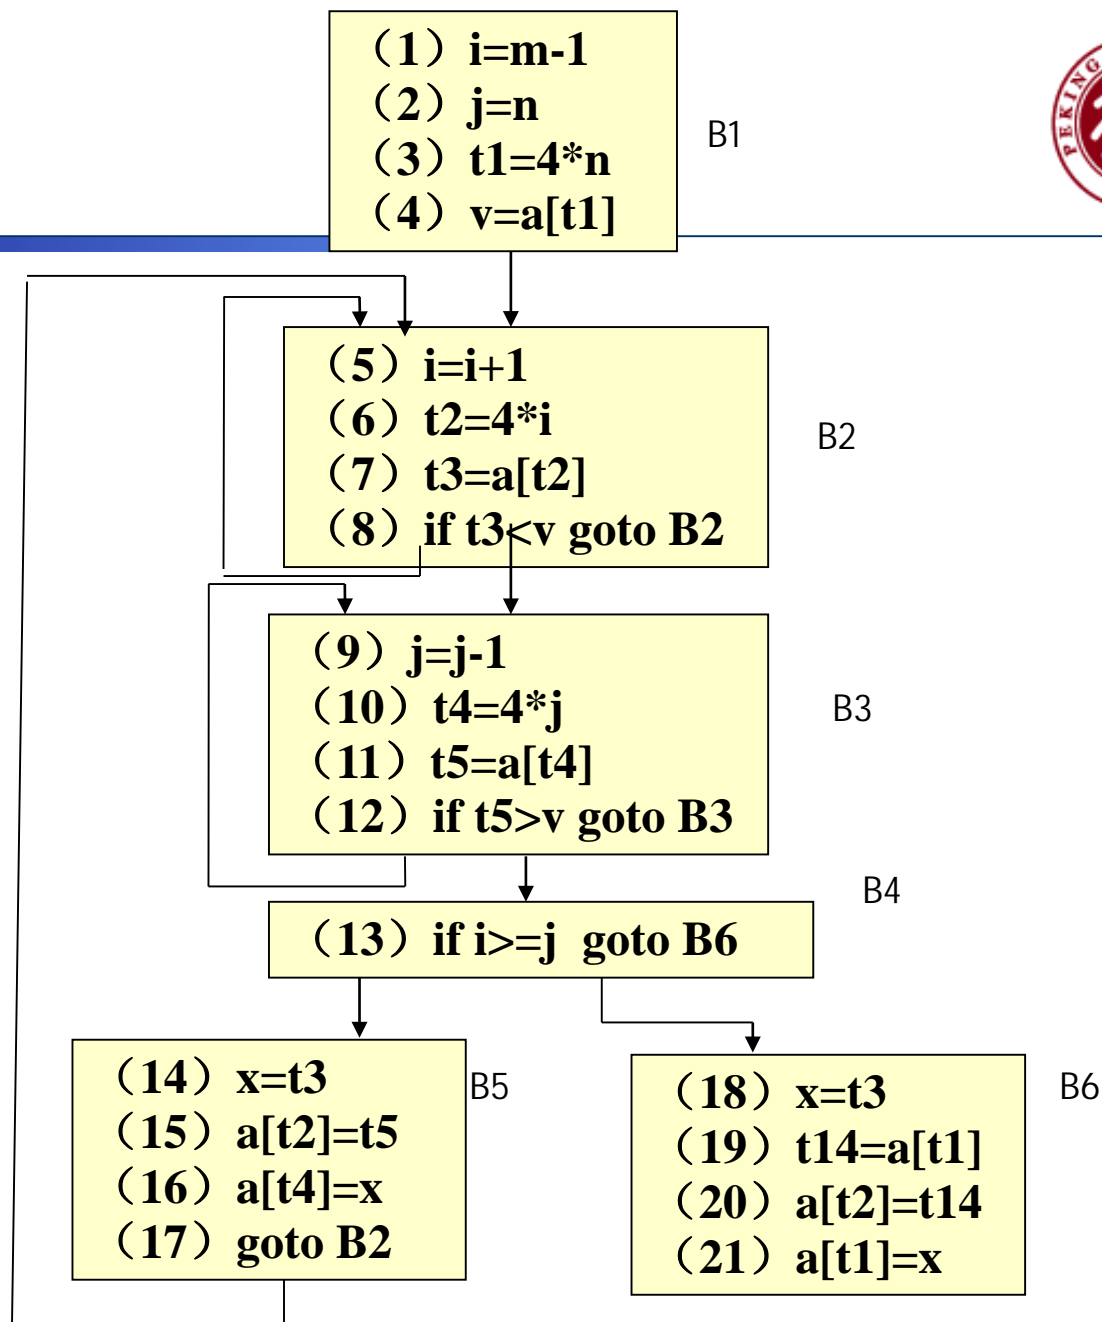 （1）i=m-1
（2）j=n
（3）t1=4*n
（4）v=a[t1]
B1
PEKING
（5）i=i+1
（6）t2=4*i
（7）t3=a[t2]
（8）if t3<v goto B2
B2
（9）j=j-1
（10）t4=4*j
（11）t5=a[t4]
（12）if t5>v goto B3
B3
B4
（13）if i>=j  goto B6
（14）x=t3
（15）a[t2]=t5
（16）a[t4]=x
（17）goto B2
B5
（18）x=t3
（19）t14=a[t1]
（20）a[t2]=t14
（21）a[t1]=x
B6